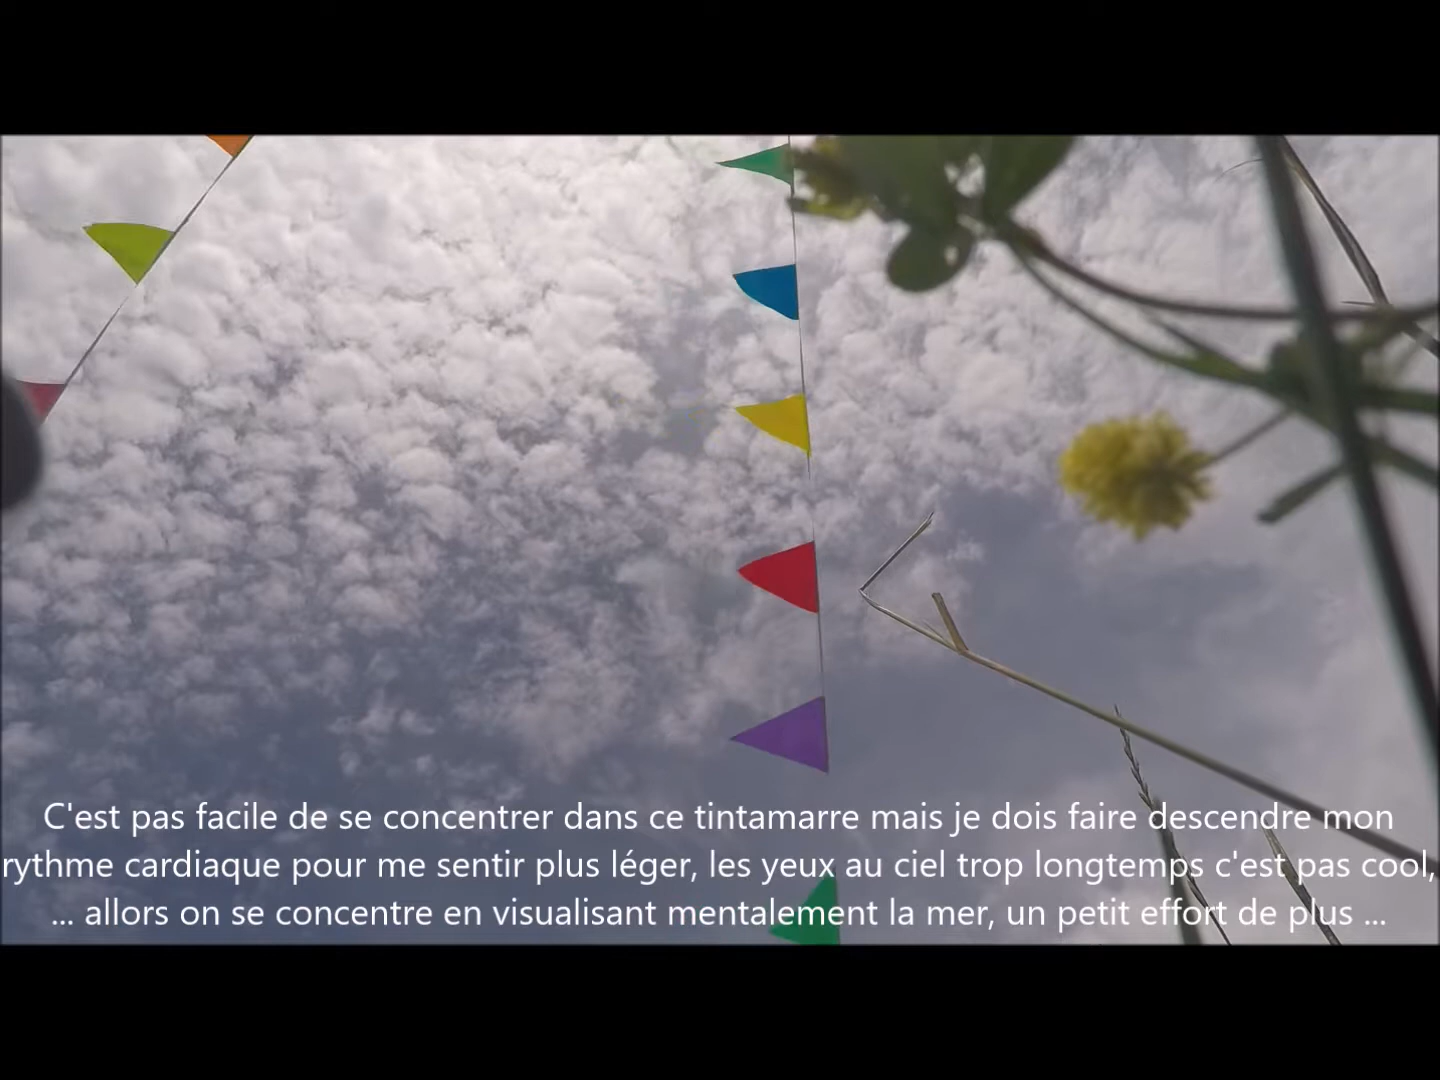 C'est pas facile de se concentrer dans ce tintamarre mais je dois faire descendre mon
rythme cardiaque pour me sentir plus léger, les yeux au ciel trop longtemps c'est pas cool,
... allors on se concentre en visualisant mentalement la mer, un petit effort de plus ...